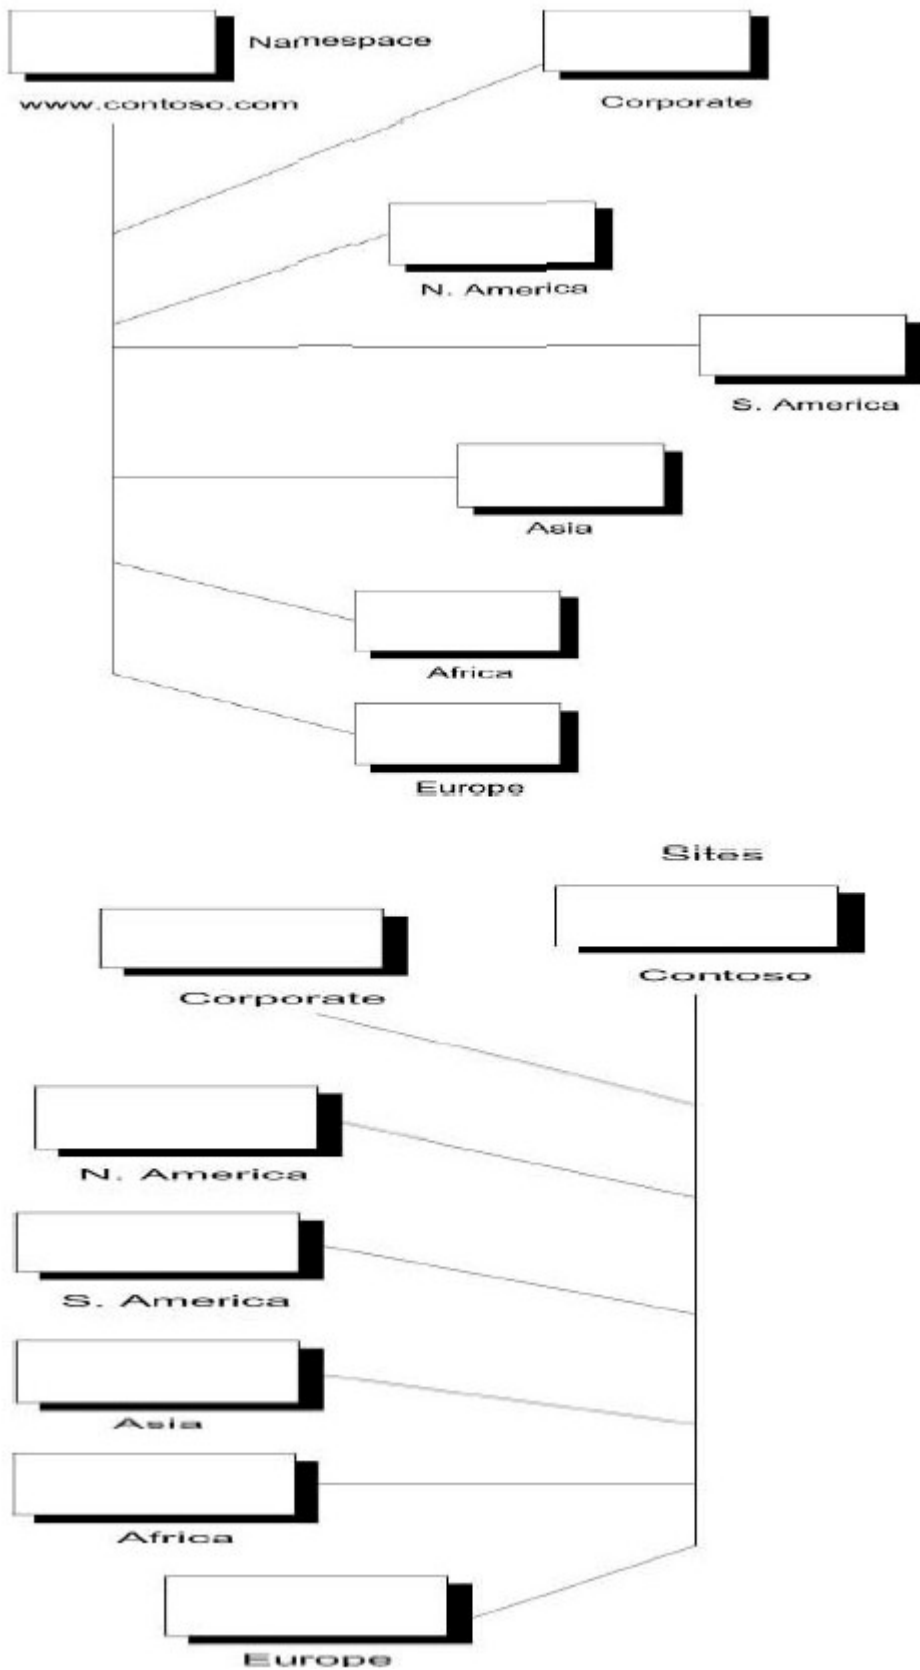 Namespace
www.contoso.com
Corporate
N. America
S. America
Asia
Africa
Europe
Sites
Contoso
Corporate
N. America
S. America
Asia
Africa
Europe